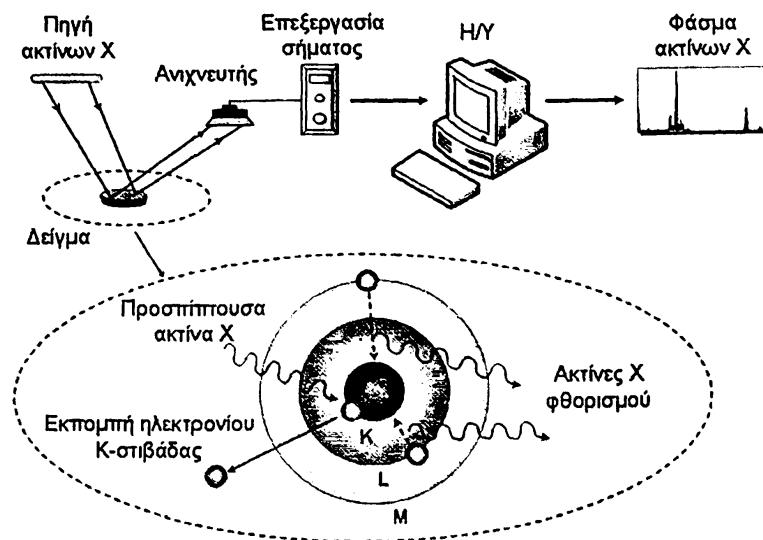 Πηγή
ακτίνων Χ
Ανιχνευτής
Επεξεργασία
σήματος
Η/Υ
Φάσμα
ακτίνων Χ
Δείγμα
Προσπίπτουσα
ακτίνα Χ
Εκπομπή ηλεκτρονίου
Κ-στιβάδας
Ακτίνες Χ
φθορισμού
K
L
M